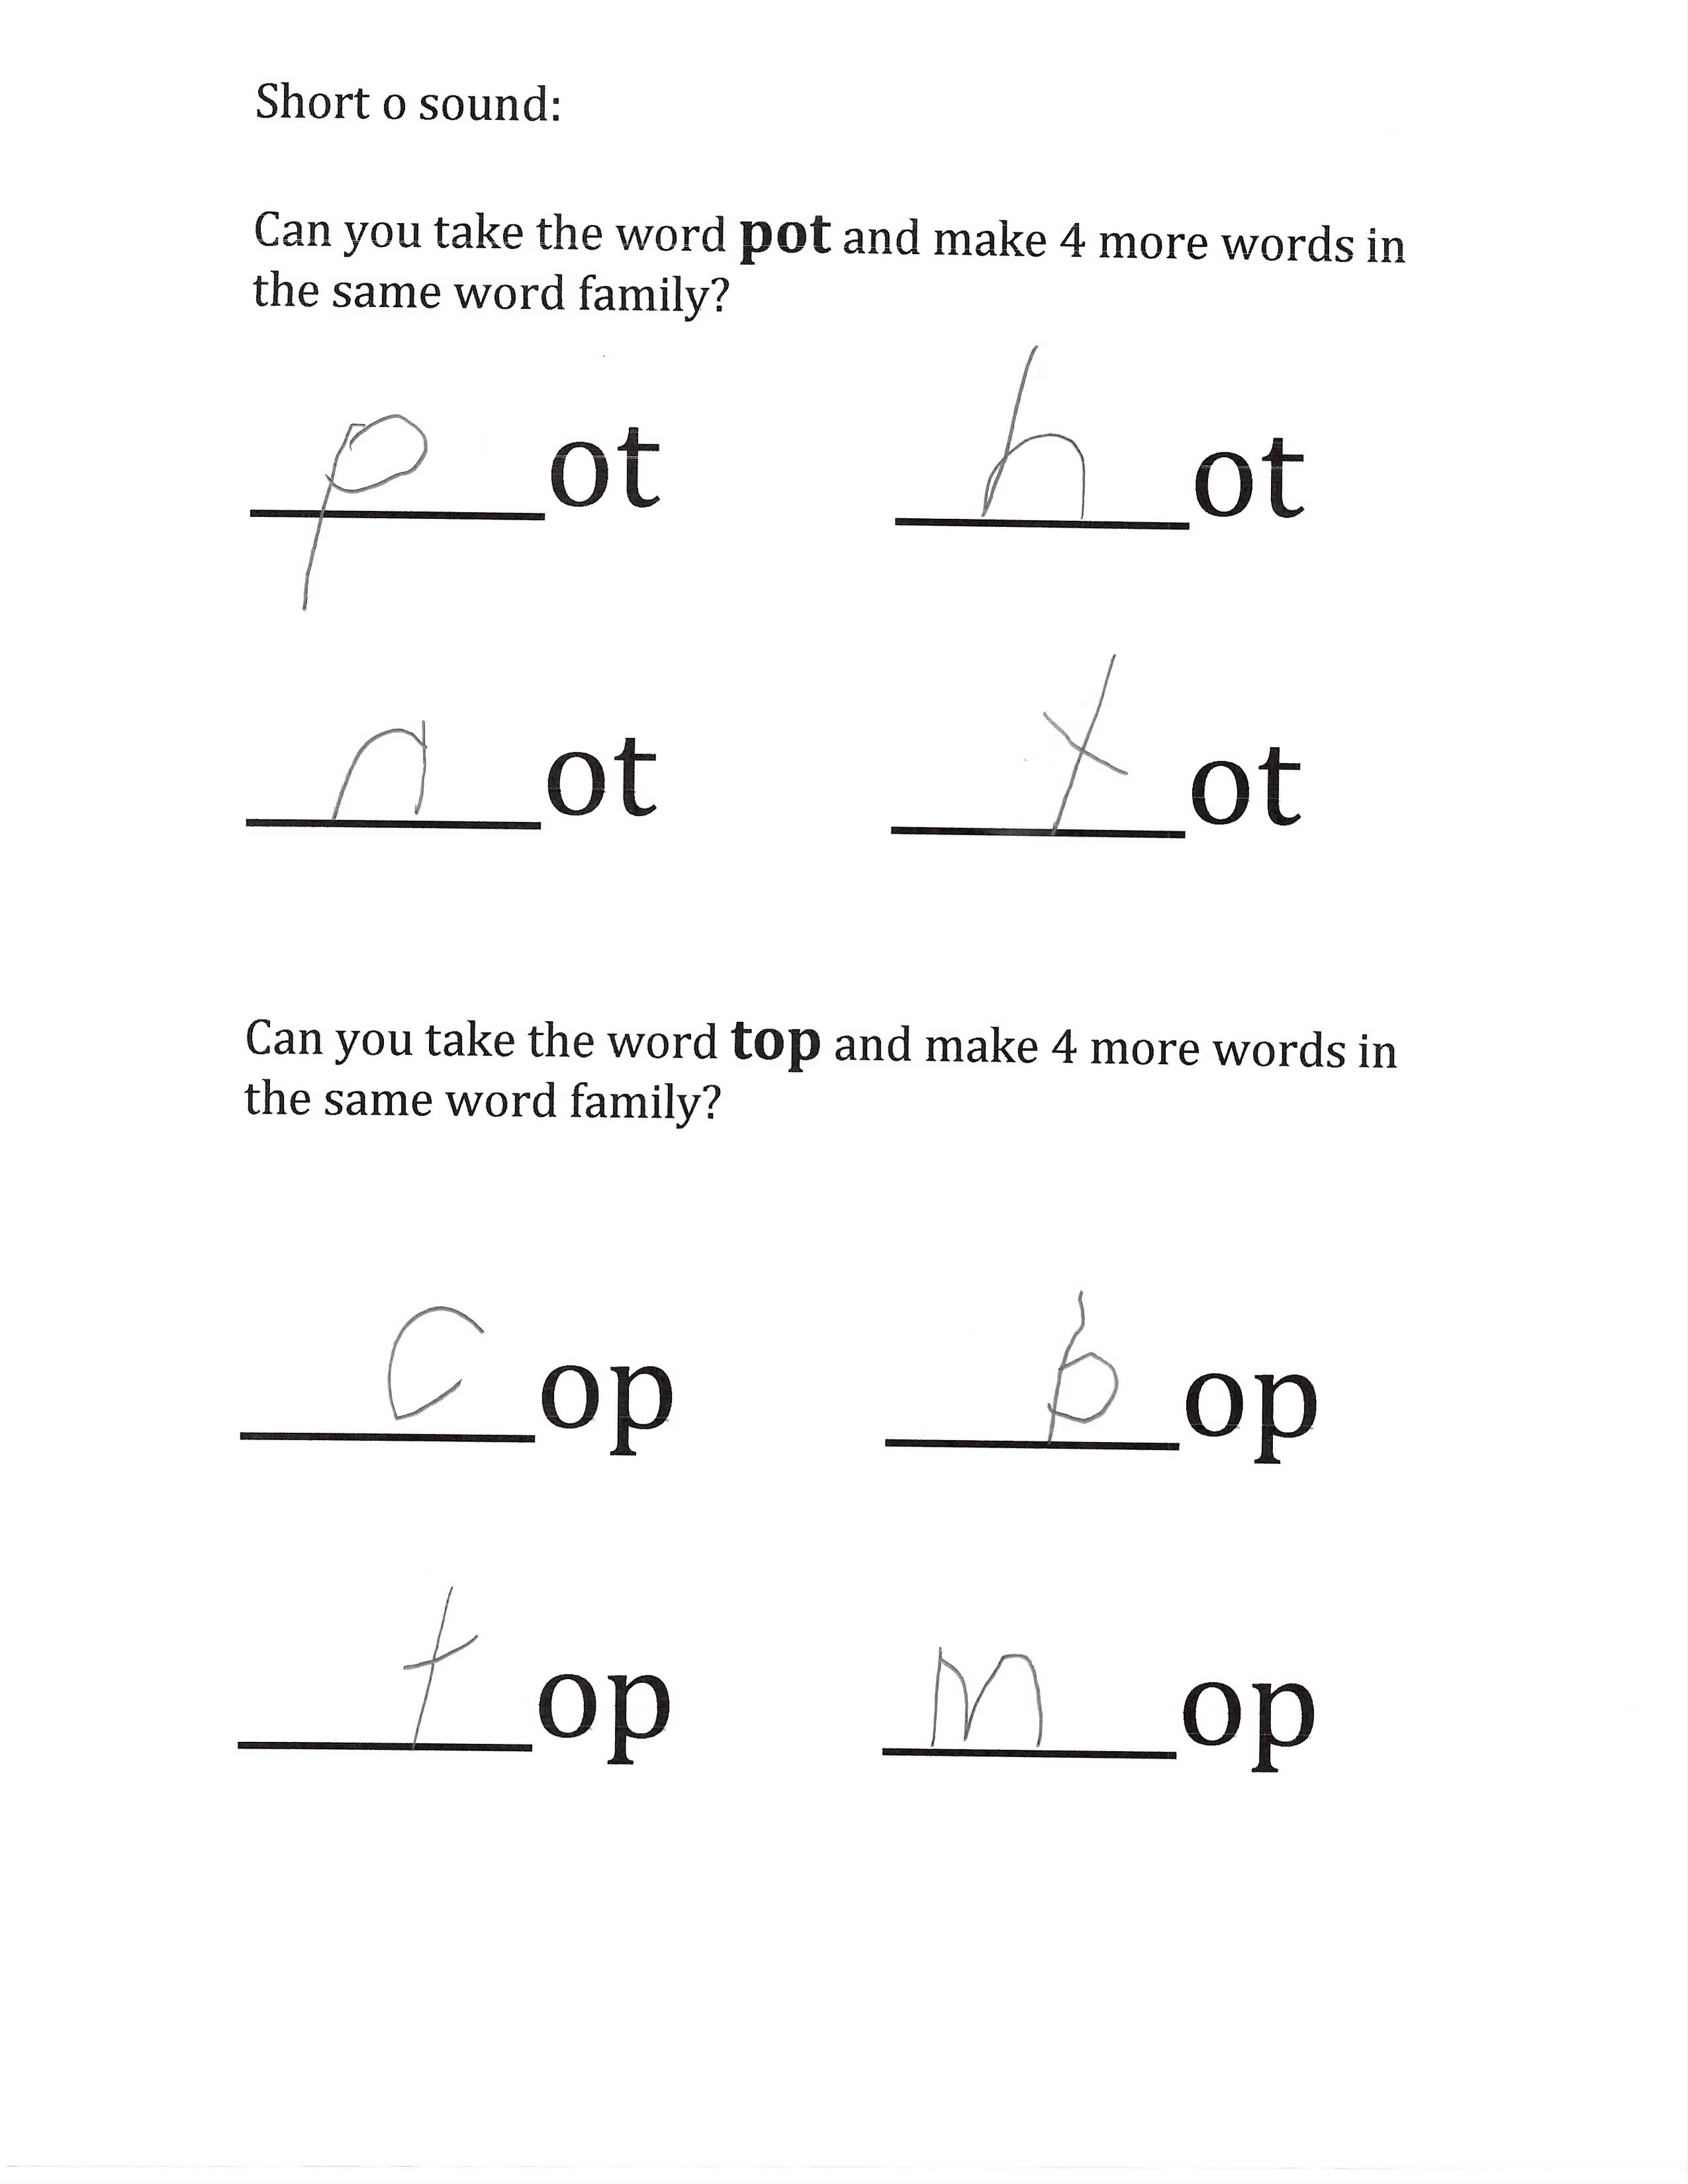 Short o sound:
Can you take the word pot and make 4 more words in
the same word family?
pot hot
not tot
Can you take the word top and make 4 more words in
the same word family?
cop bop
top mop